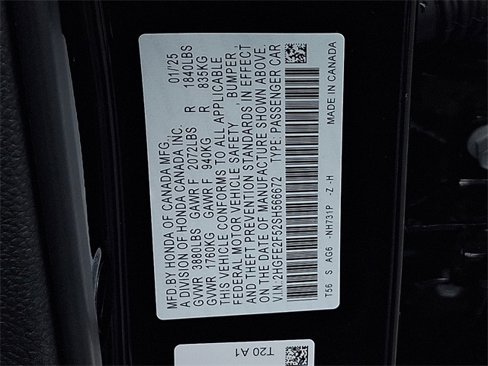 MFD BY HONDA OF CANADA MFG. 01/'25
A DIVISION OF HONDA CANADA INC.
GVWR 3880LBS GAWR F 2072LBS R 1840LBS
GVWR 1760KG GAWR F 940KG R 835KG
THIS VEHICLE CONFORMS TO ALL APPLICABLE
FEDERAL MOTOR VEHICLE SAFETY, BUMPER,
AND THEFT PREVENTION STANDARDS IN EFFECT
ON THE DATE OF MANUFACTURE SHOWN ABOVE.
V.I.N. 2HGFE2F52SH566672 TYPE PASSENGER CAR
T56 S AG6 -NH731P -Z -H MADE IN CANADA
T20 A1